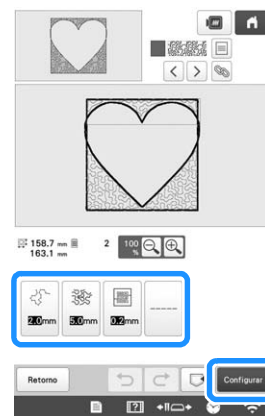 158.7 mm 2 100 %
163.1 mm
2.0mm 5.0mm 0.2mm ------
Retorno Configurar